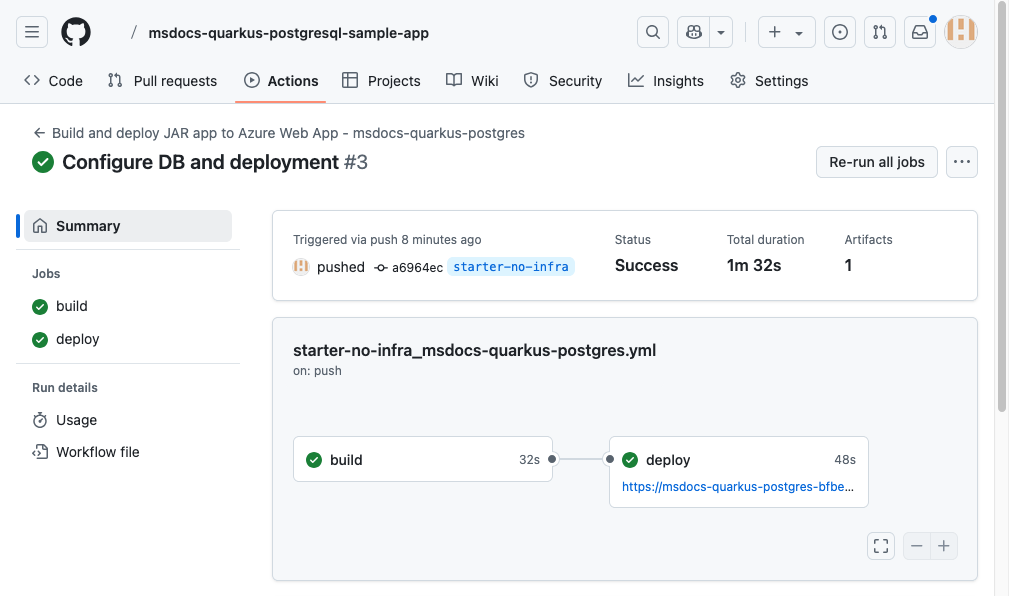 / msdocs-quarkus-postgresql-sample-app
Code Pull requests Actions Projects Wiki Security Insights Settings
Build and deploy JAR app to Azure Web App - msdocs-quarkus-postgres
Configure DB and deployment #3
Re-run all jobs
Summary
Jobs
build
deploy
Run details
Usage
Workflow file
Triggered via push 8 minutes ago
pushed a6964ec starter-no-infra
Status
Success
Total duration
1m 32s
Artifacts
1
starter-no-infra_msdocs-quarkus-postgres.yml
on: push
build 32s
deploy 48s
https://msdocs-quarkus-postgres-bfbe...